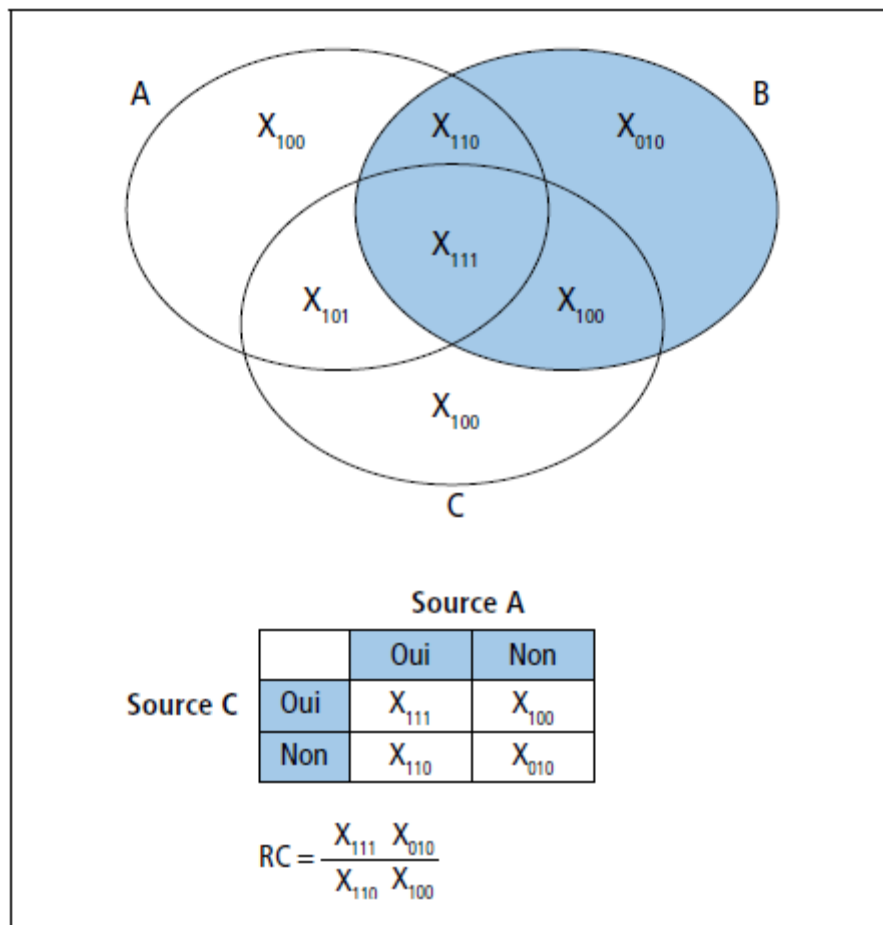 A B
X₁₀₀ X₁₁₀ X₀₁₀
X₁₁₁
X₁₀₁ X₁₀₀
X₁₀₀
C
Source A
Oui Non
Source C Oui X₁₁₁ X₁₀₀
Non X₁₁₀ X₀₁₀
RC = X₁₁₁ X₀₁₀
X₁₁₀ X₁₀₀